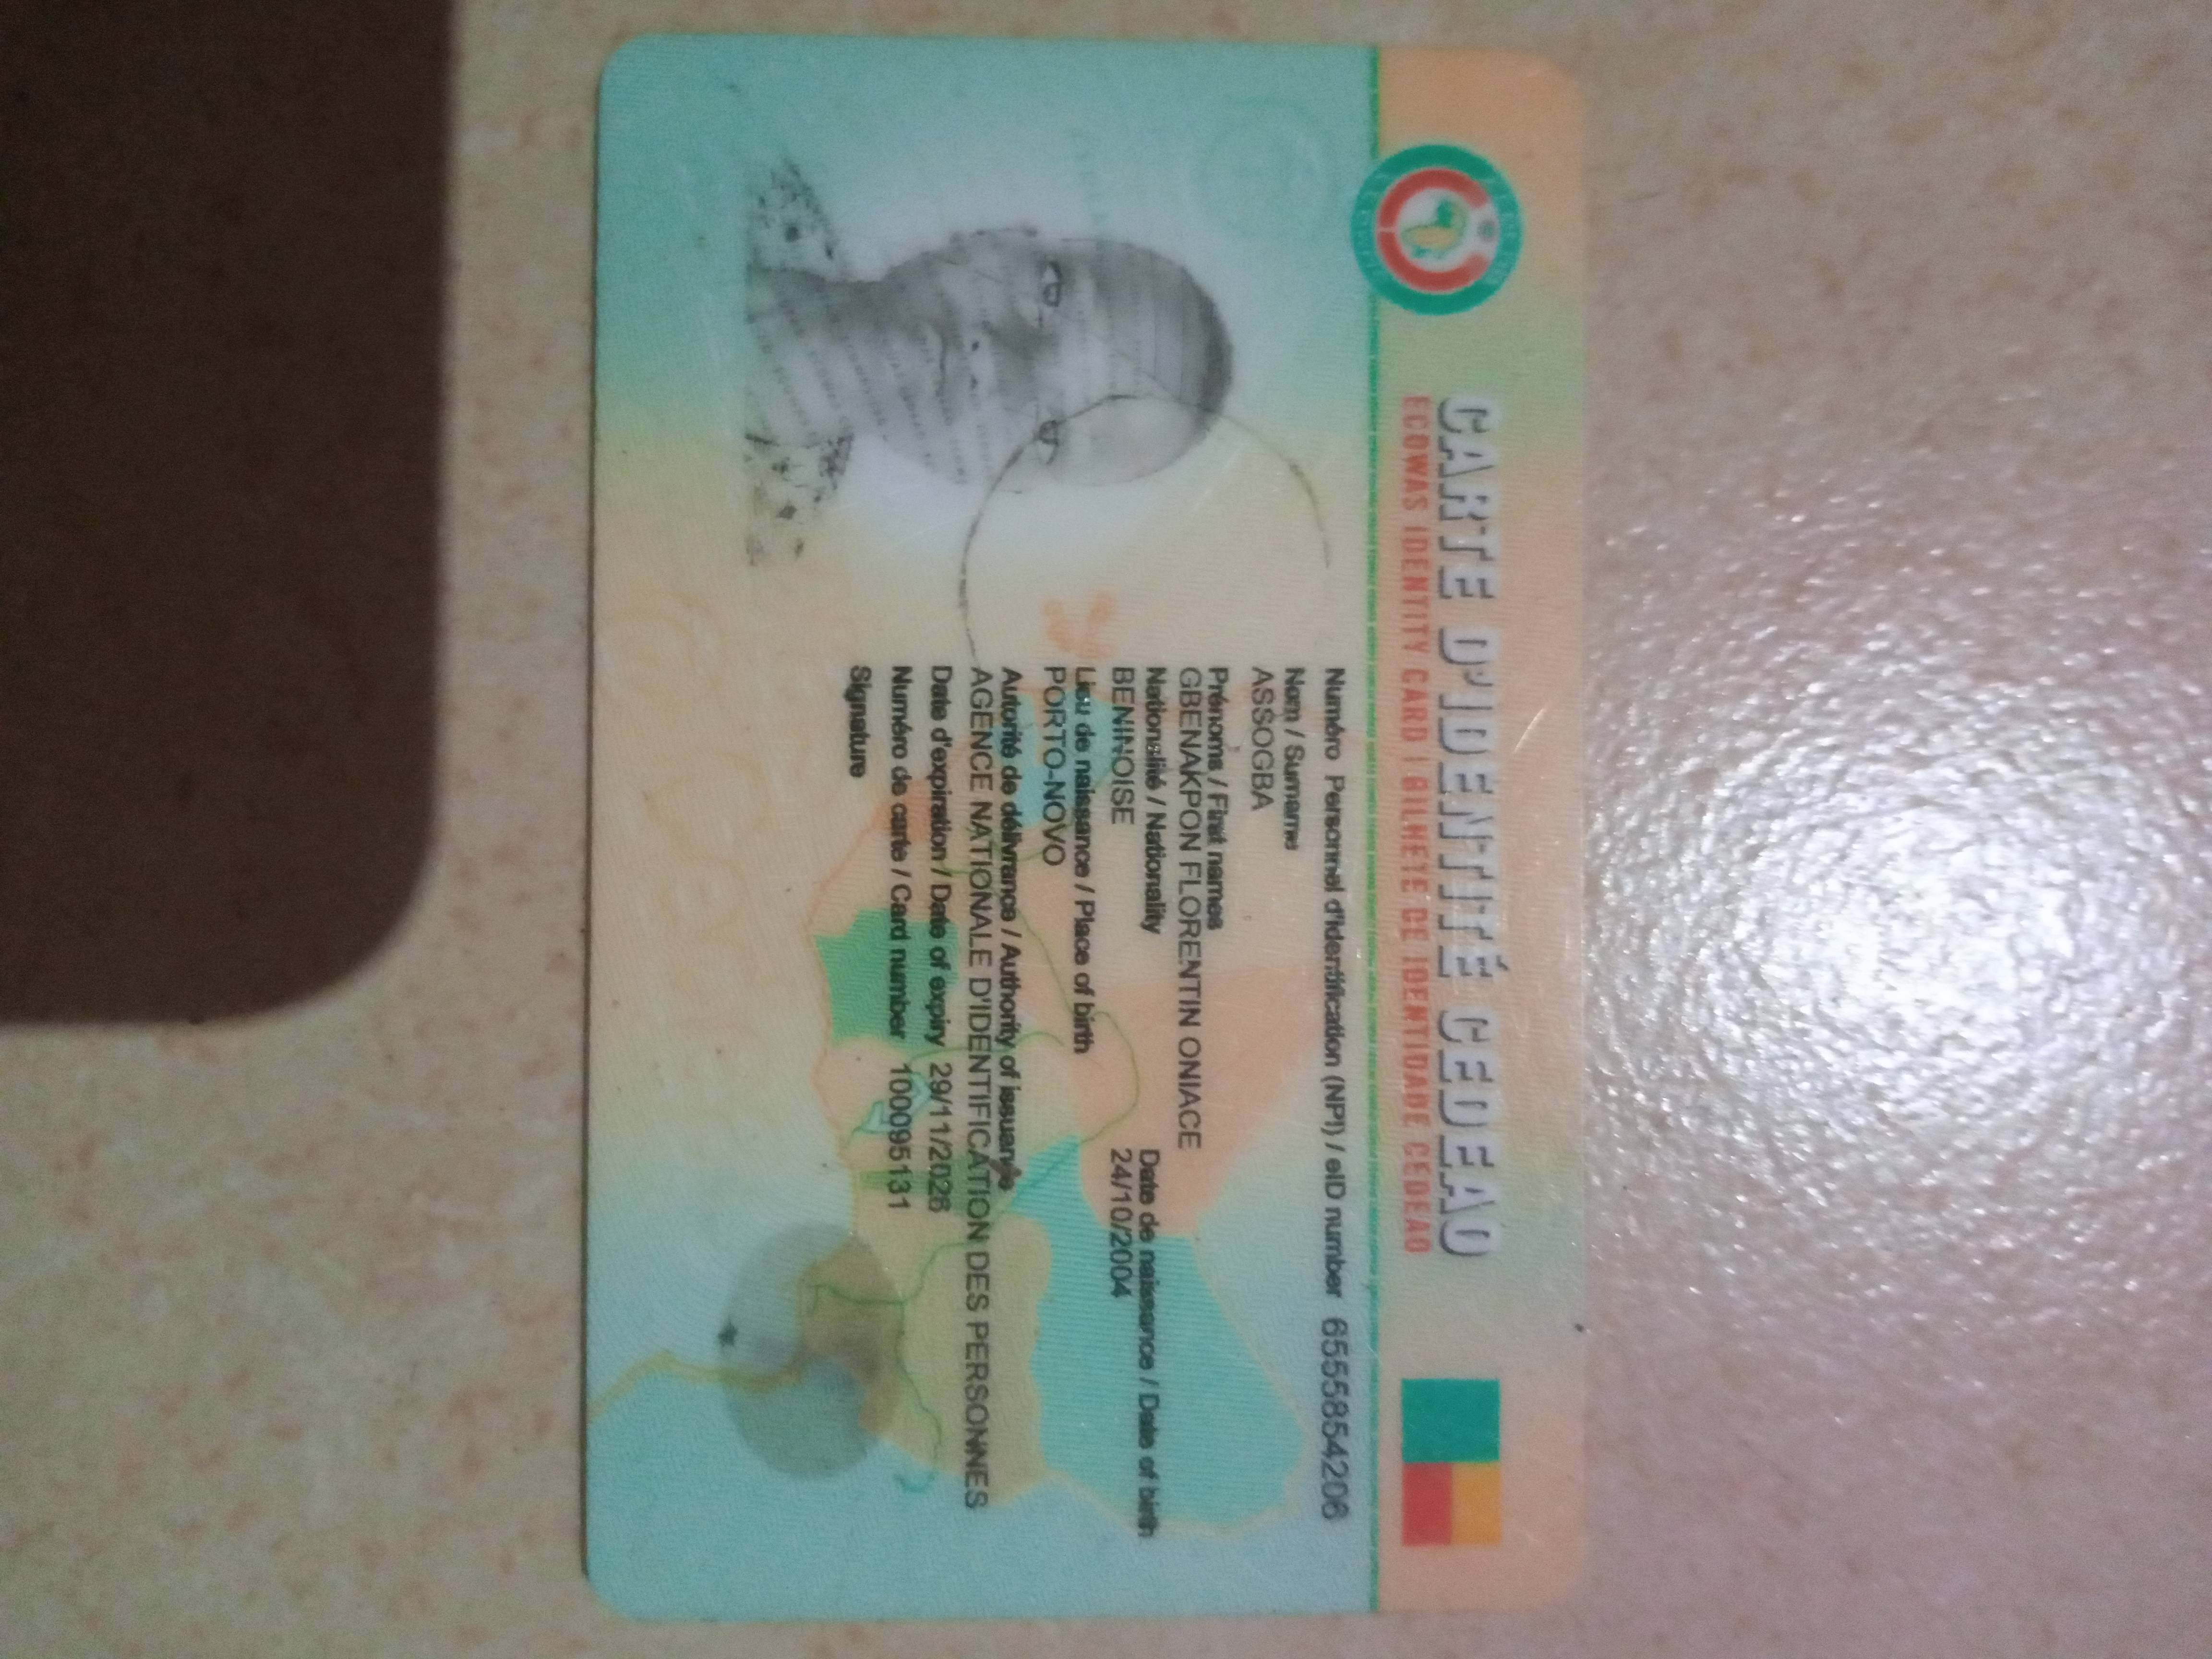 CARTE D'IDENTITÉ CEDEAO
ECOWAS IDENTITY CARD | BILHETE DE IDENTIDADE CEDEAO
Numéro Personnel d'Identification (NPI) / eID number 6555854206
Nom / Surname
ASSOGBA
Prénoms / First names
GBENAKPON FLORENTIN ONIACE
Nationalité / Nationality Date de naissance / Date of birth
BENINOISE 24/10/2004
Lieu de naissance / Place of birth
PORTO-NOVO
Autorité de délivrance / Authority of issuance
AGENCE NATIONALE D'IDENTIFICATION DES PERSONNES
Date d'expiration / Date of expiry 29/11/2026
Numéro de carte / Card number 1000951​31
Signature